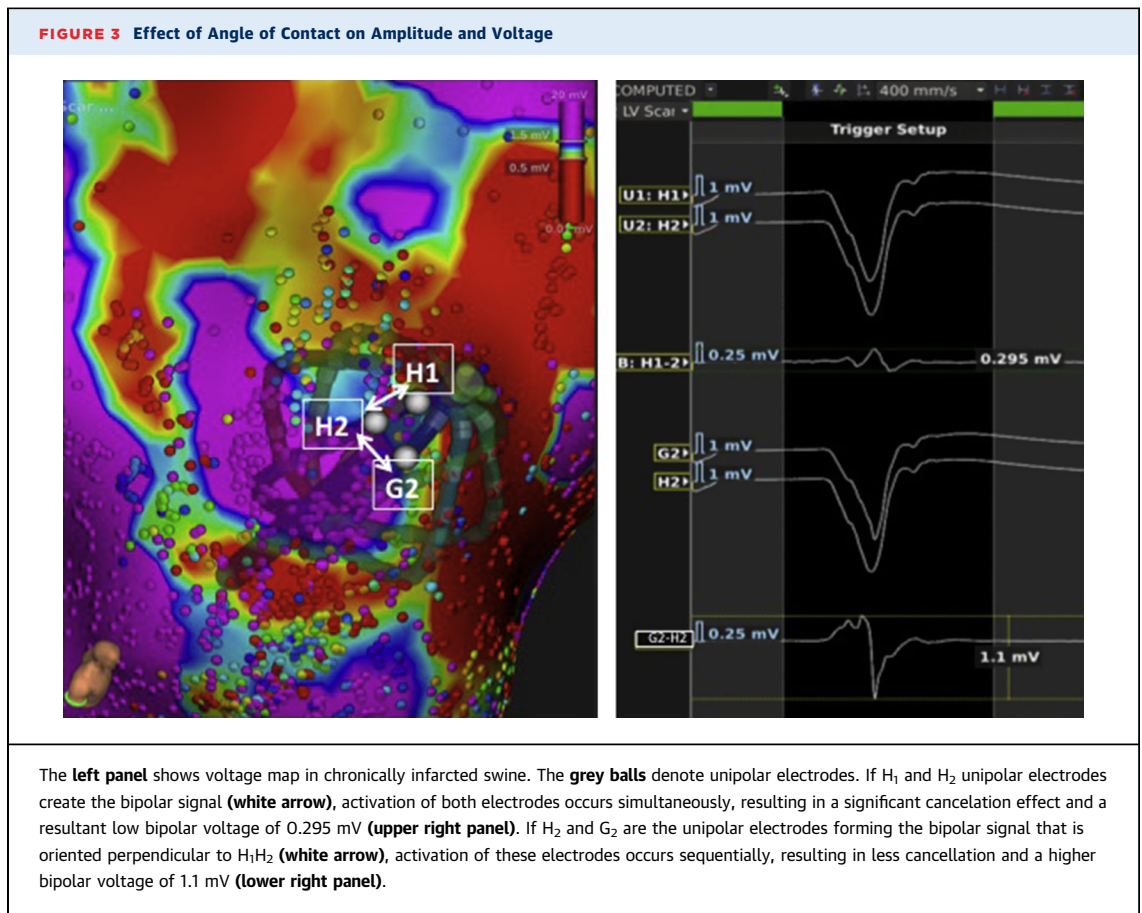 FIGURE 3 Effect of Angle of Contact on Amplitude and Voltage
Scar...
20 mV
1.5 mV
0.5 mV
H1
H2
G2
COMPUTED
400 mm/s
LV Scar
Trigger Setup
U1: H1
1 mV
U2: H2
1 mV
B: H1-2
0.25 mV
0.295 mV
G2
1 mV
H2
1 mV
G2-H2
0.25 mV
1.1 mV
The left panel shows voltage map in chronically infarcted swine. The grey balls denote unipolar electrodes. If H₁ and H₂ unipolar electrodes
create the bipolar signal (white arrow), activation of both electrodes occurs simultaneously, resulting in a significant cancelation effect and a
resultant low bipolar voltage of 0.295 mV (upper right panel). If H₂ and G₂ are the unipolar electrodes forming the bipolar signal that is
oriented perpendicular to H₁H₂ (white arrow), activation of these electrodes occurs sequentially, resulting in less cancellation and a higher
bipolar voltage of 1.1 mV (lower right panel).